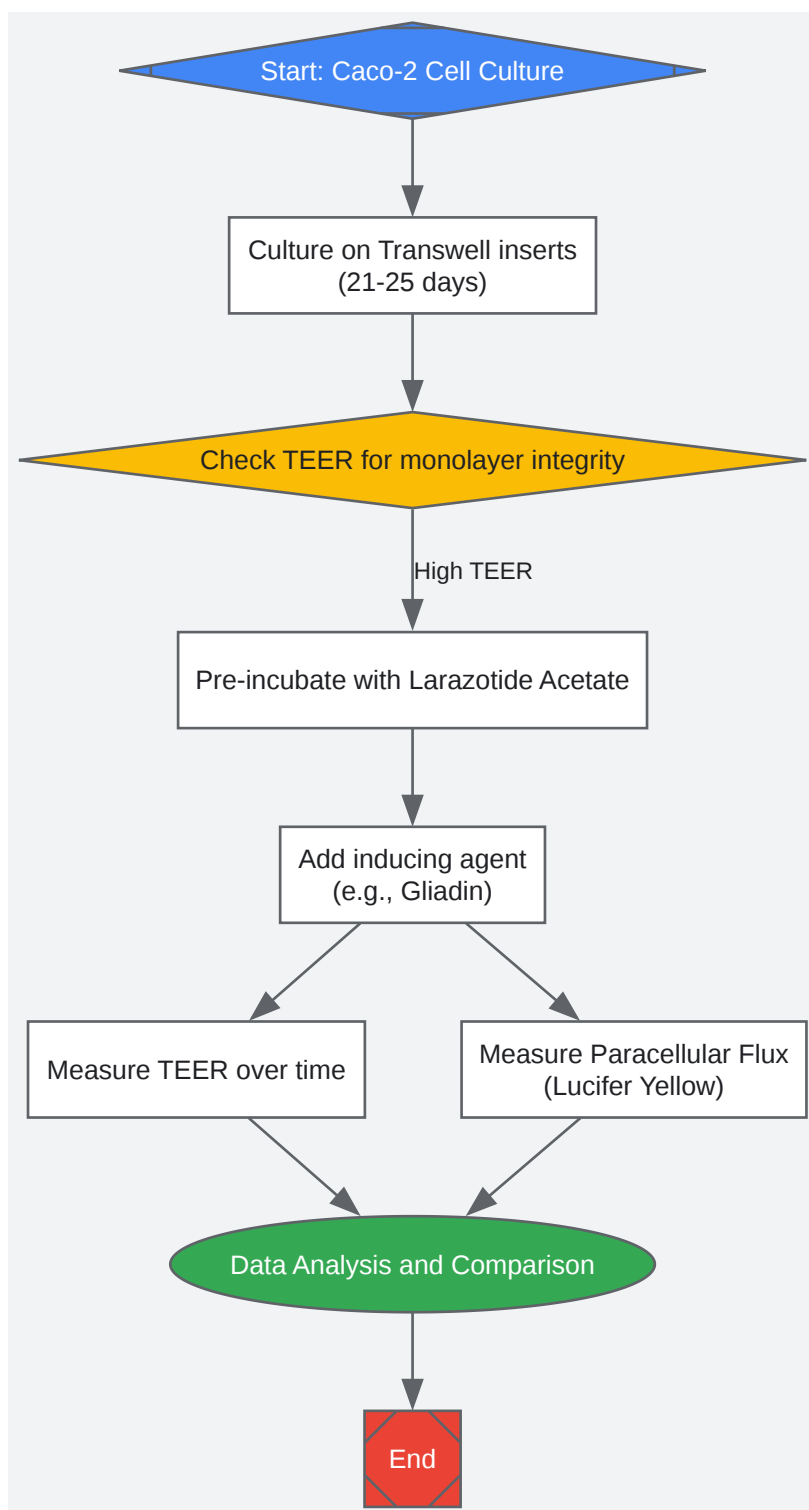 Start: Caco-2 Cell Culture
Culture on Transwell inserts
(21-25 days)
Check TEER for monolayer integrity
High TEER
Pre-incubate with Larazotide Acetate
Add inducing agent
(e.g., Gliadin)
Measure TEER over time
Measure Paracellular Flux
(Lucifer Yellow)
Data Analysis and Comparison
End